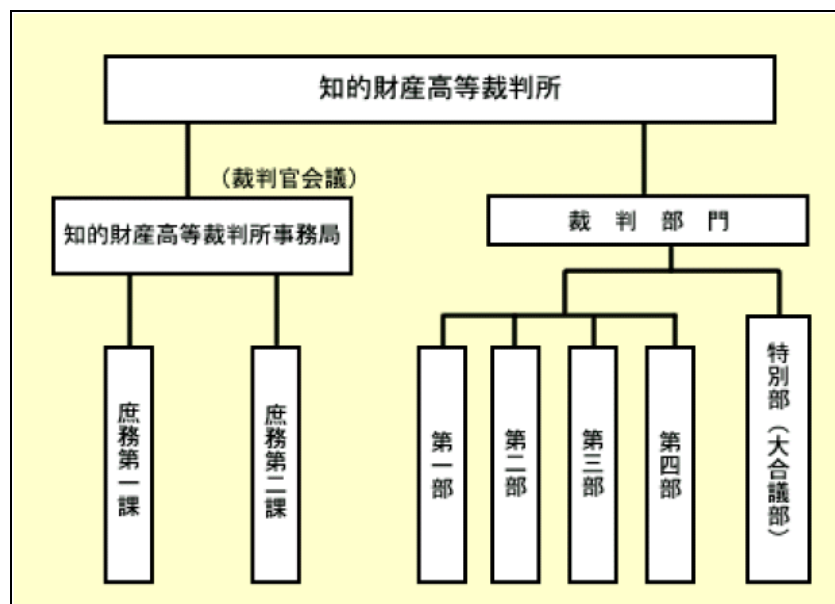 知的財産高等裁判所
（裁判官会議）
知的財産高等裁判所事務局
裁判部門
庶務第一課
庶務第二課
第一部
第二部
第三部
第四部
特別部（大合議部）